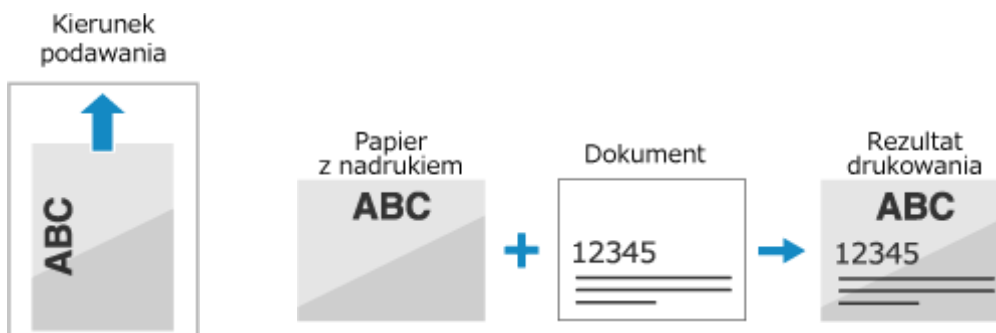 Kierunek
podawania
ABC
Papier
z nadrukiem
ABC
Dokument
12345
Rezultat
drukowania
ABC
12345